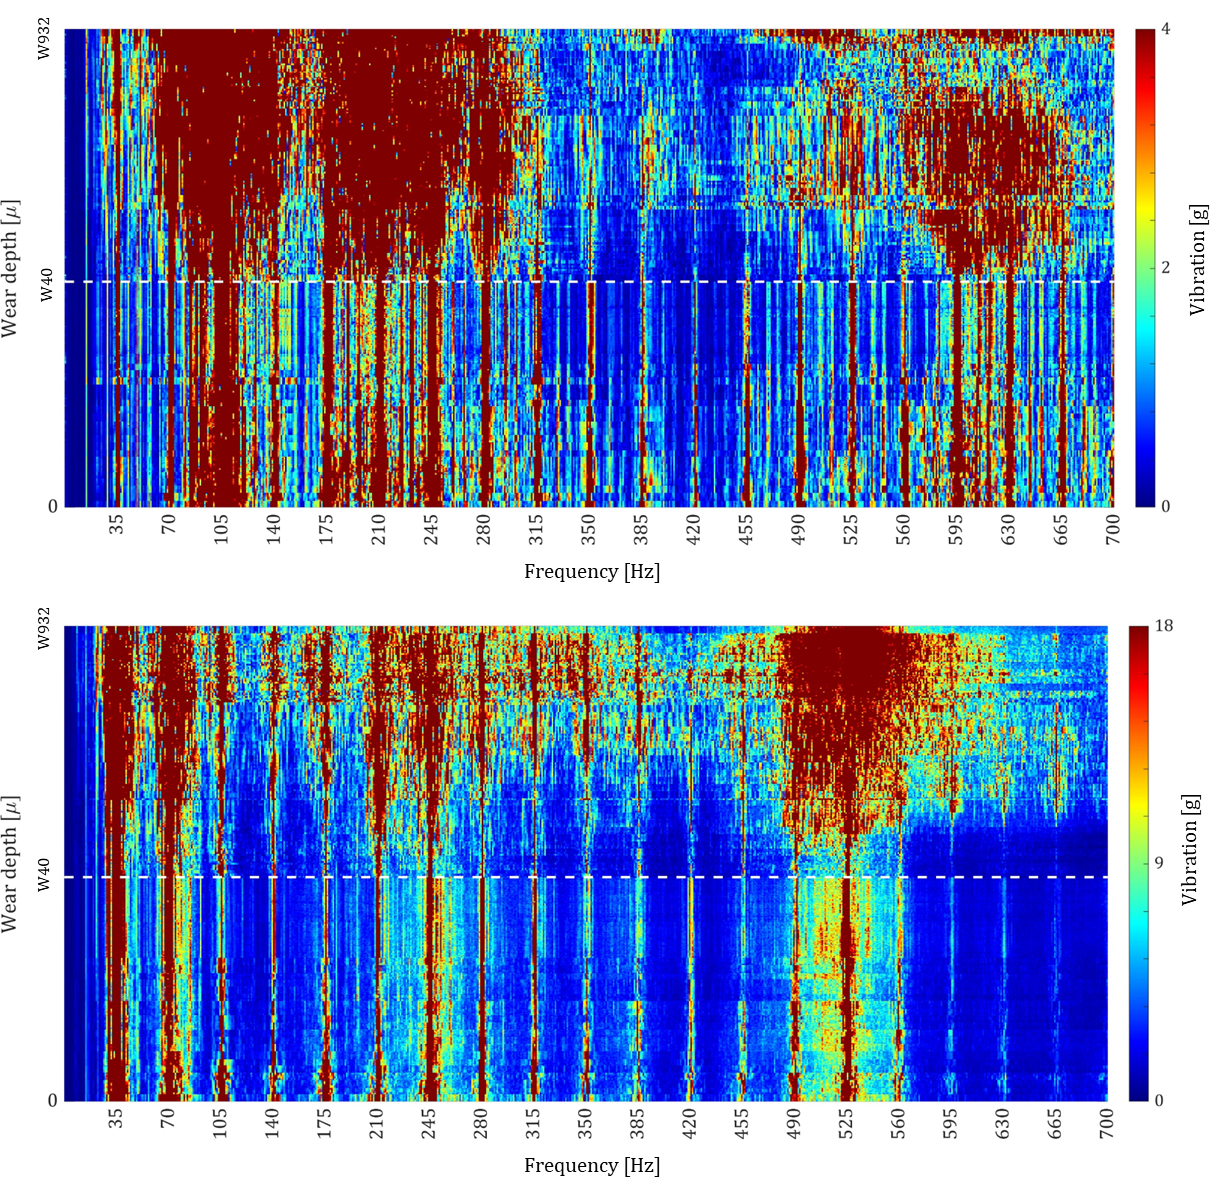 W932
4
Wear depth [μ]
W40
2
Vibration [g]
0
0
35 70 105 140 175 210 245 280 315 350 385 420 455 490 525 560 595 630 665 700
Frequency [Hz]
W932
18
Wear depth [μ]
W40
9
Vibration [g]
0
0
35 70 105 140 175 210 245 280 315 350 385 420 455 490 525 560 595 630 665 700
Frequency [Hz]